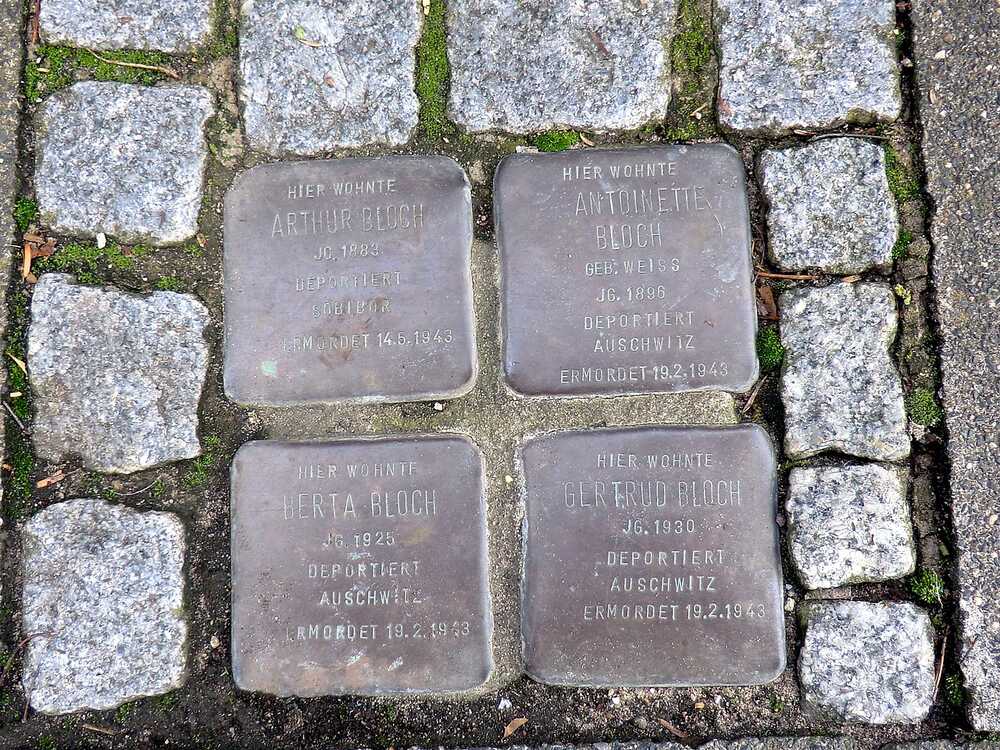 HIER WOHNTE
ARTHUR BLOCH
JG. 1883
DEPORTIERT
SOBIBOR
ERMORDET 14.5.1943
HIER WOHNTE
ANTOINETTE
BLOCH
GEB. WEISS
JG. 1896
DEPORTIERT
AUSCHWITZ
ERMORDET 19.2.1943
HIER WOHNTE
BERTA BLOCH
JG. 1925
DEPORTIERT
AUSCHWITZ
ERMORDET 19.2.1943
HIER WOHNTE
GERTRUD BLOCH
JG. 1930
DEPORTIERT
AUSCHWITZ
ERMORDET 19.2.1943